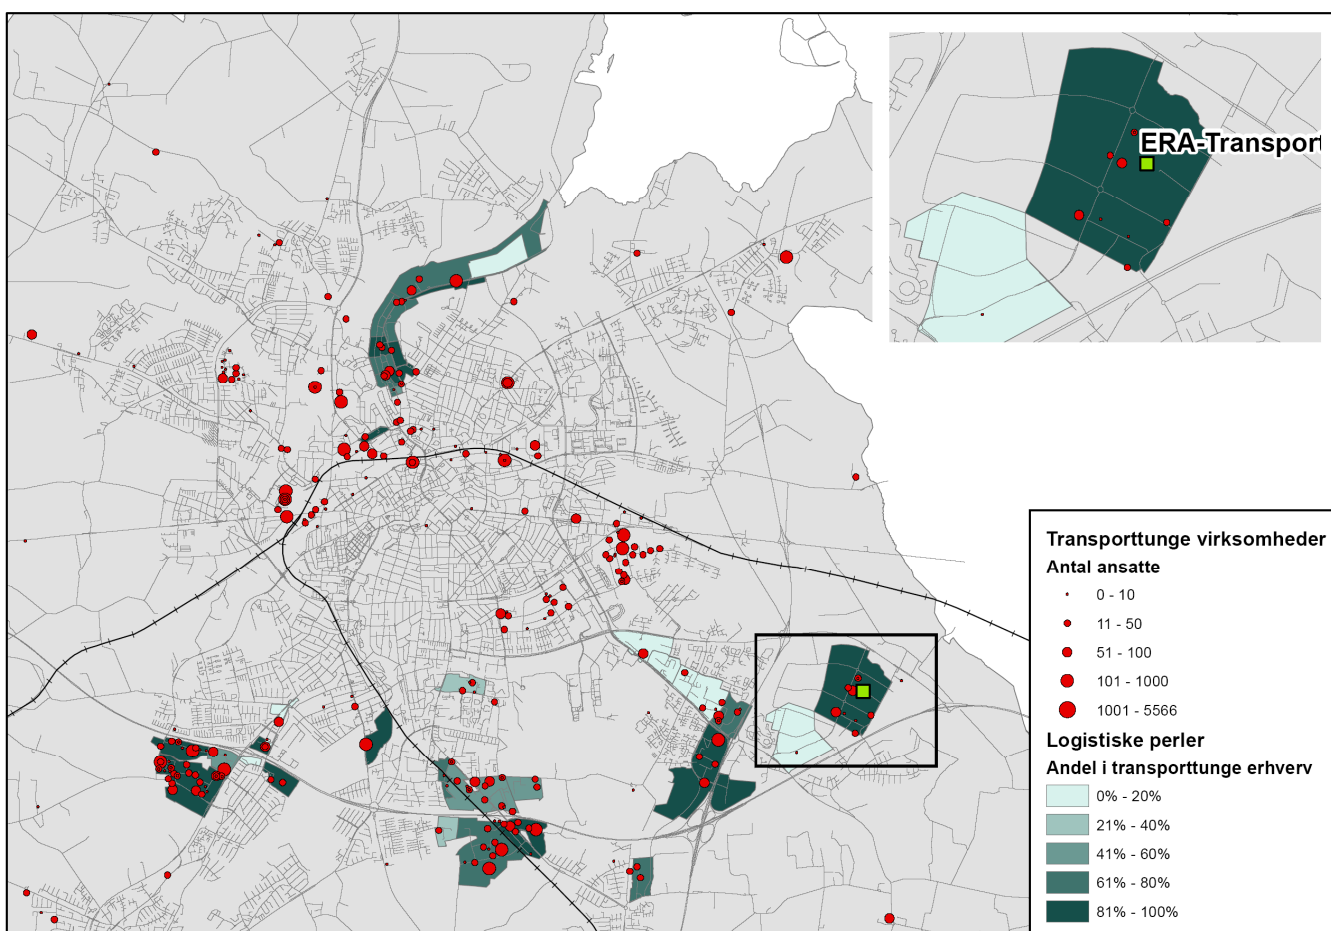 ERA-Transport
Transporttunge virksomheder
Antal ansatte
0 - 10
11 - 50
51 - 100
101 - 1000
1001 - 5566
Logistiske perler
Andel i transporttunge erhverv
0% - 20%
21% - 40%
41% - 60%
61% - 80%
81% - 100%